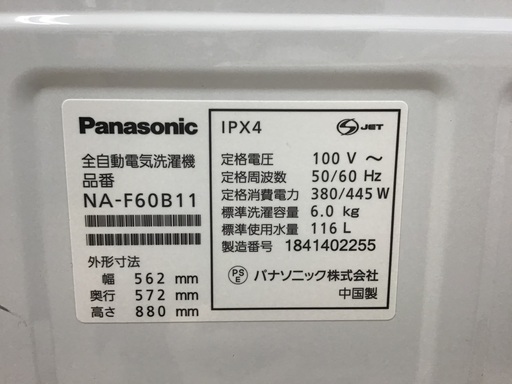 Panasonic
全自動電気洗濯機
品番
NA-F60B11
外形寸法
幅 562 mm
奥行 572 mm
高さ 880 mm
IPX4
S JET
定格電圧 100 V ～
定格周波数 50/60 Hz
定格消費電力 380/445 W
標準洗濯容量 6.0 kg
標準使用水量 116 L
製造番号 1841402255
PS E パナソニック株式会社
中国製